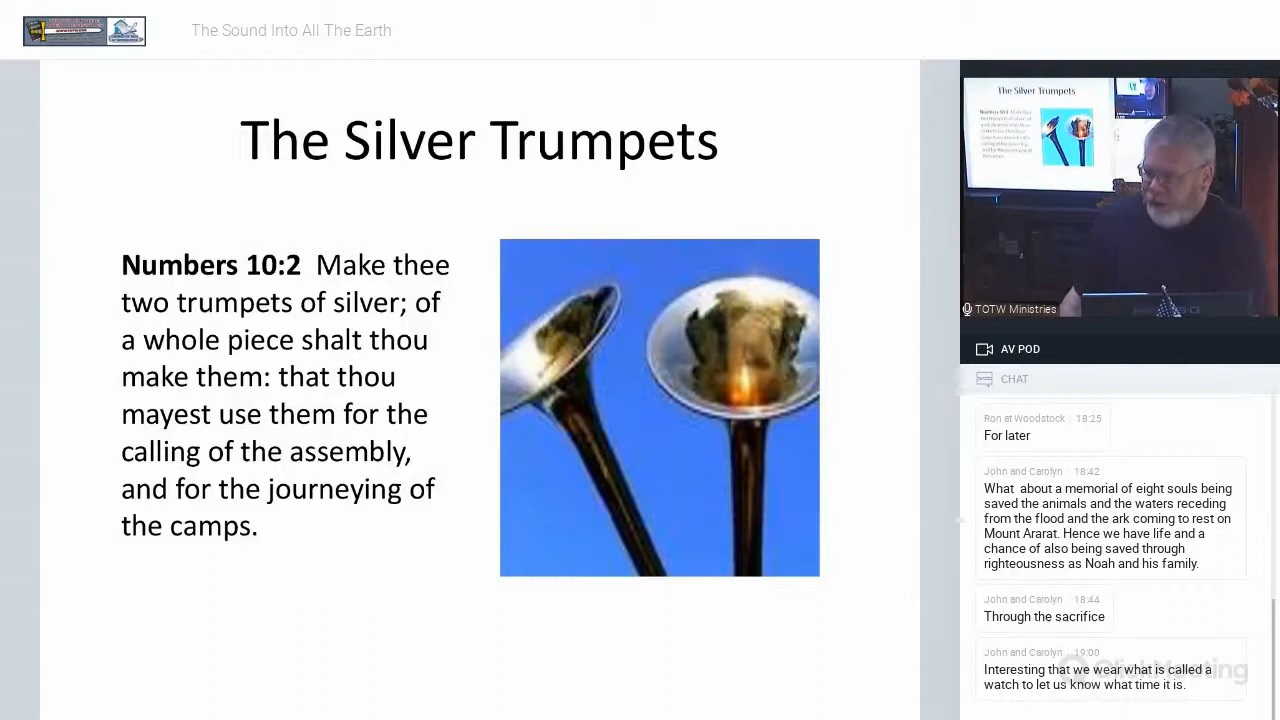 The Sound Into All The Earth
The Silver Trumpets
Numbers 10:2  Make thee
two trumpets of silver; of
a whole piece shalt thou
make them: that thou
mayest use them for the
calling of the assembly,
and for the journeying of
the camps.
The Silver Trumpets
TOTW Ministries
AV POD
CHAT
Ron at Woodstock · 18:25
For later
John and Carolyn · 18:42
What  about a memorial of eight souls being
saved the animals and the waters receding
from the flood and the ark coming to rest on
Mount Ararat. Hence we have life and a
chance of also being saved through
righteousness as Noah and his family.
John and Carolyn · 18:44
Through the sacrifice
John and Carolyn · 19:00
Interesting that we wear what is called a
watch to let us know what time it is.
ClickMeeting